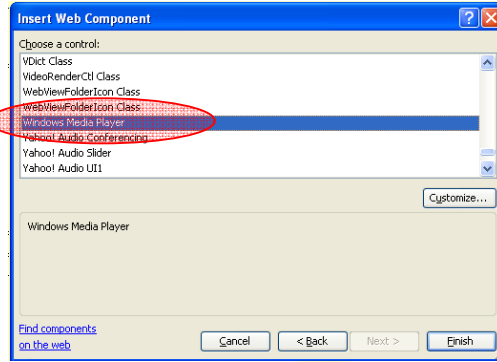 Insert Web Component
Choose a control:
VDict Class
VideoRenderCtl Class
WebViewFolderIcon Class
WebViewFolderIcon Class
Windows Media Player
Yahoo! Audio Conferencing
Yahoo! Audio Slider
Yahoo! Audio UI1
Customize...
Windows Media Player
Find components
on the web
Cancel
< Back
Next >
Finish